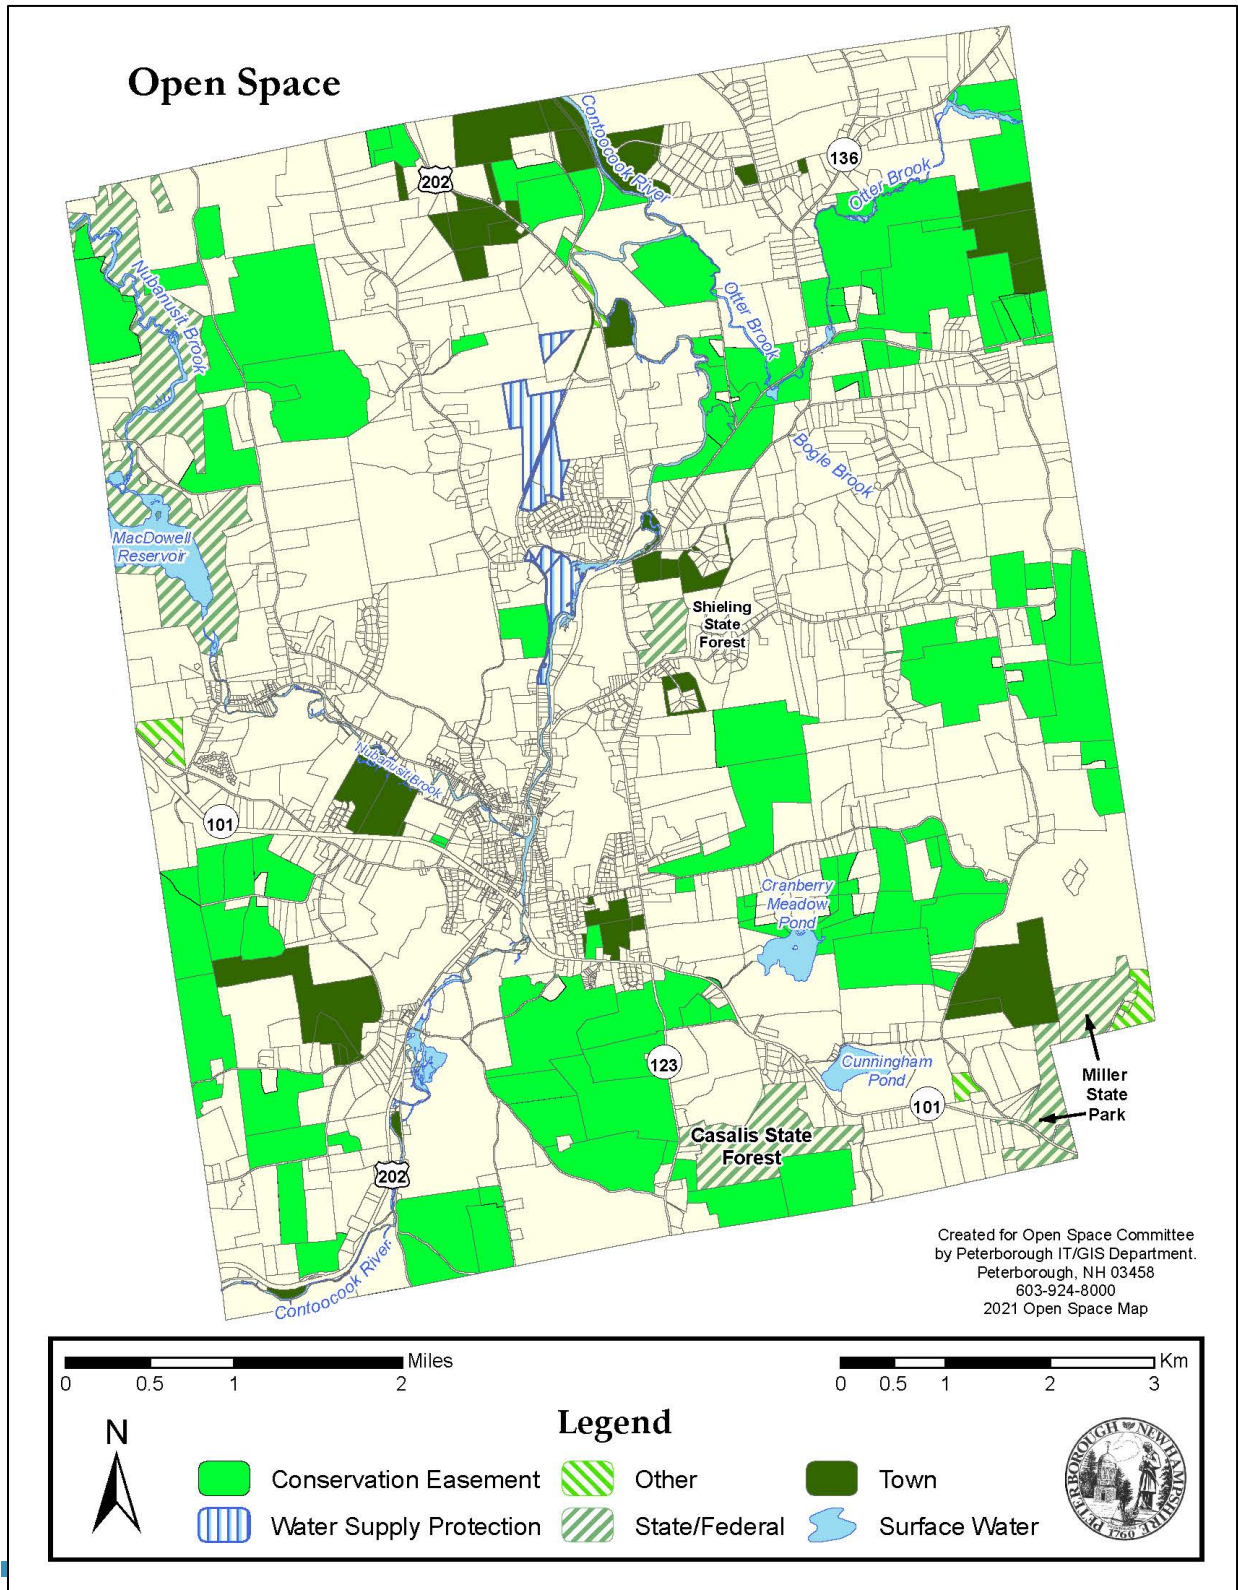 Open Space
Contoocook River
136
202
Otter Brook
Nubanusit Brook
Otter Brook
Bogle Brook
MacDowell
Reservoir
Shieling
State
Forest
Nubanusit Brook
101
Cranberry
Meadow
Pond
123
Cunningham
Pond
Miller
State
Park
101
Casalis State
Forest
202
Contoocook River
Created for Open Space Committee
by Peterborough IT/GIS Department.
Peterborough, NH 03458
603-924-8000
2021 Open Space Map
Miles
0 0.5 1 2
Km
0 0.5 1 2 3
N
Legend
Conservation Easement
Other
Town
Water Supply Protection
State/Federal
Surface Water
PETERBOROUGH NEW HAMPSHIRE
1760